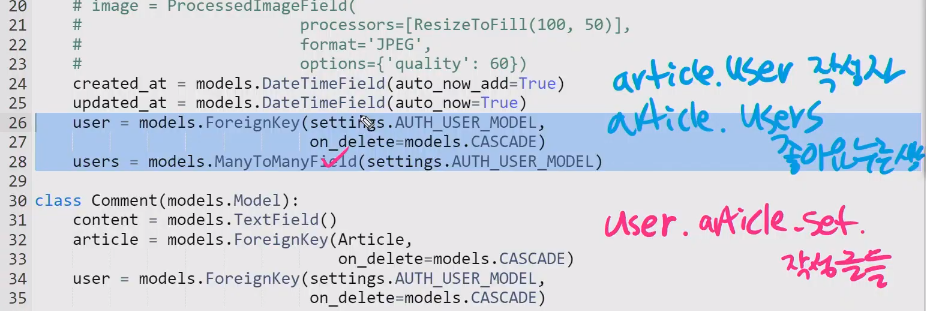 20 # image = ProcessedImageField(
21 # processors=[ResizeToFill(100, 50)],
22 # format='JPEG',
23 # options={'quality': 60})
24 created_at = models.DateTimeField(auto_now_add=True)
25 updated_at = models.DateTimeField(auto_now=True)
26 user = models.ForeignKey(settings.AUTH_USER_MODEL,
27 on_delete=models.CASCADE)
28 users = models.ManyToManyField(settings.AUTH_USER_MODEL)
29
30 class Comment(models.Model):
31 content = models.TextField()
32 article = models.ForeignKey(Article,
33 on_delete=models.CASCADE)
34 user = models.ForeignKey(settings.AUTH_USER_MODEL,
35 on_delete=models.CASCADE)
article.user 작성자
article.users
좋아요누른
user.article_set.
작성글들